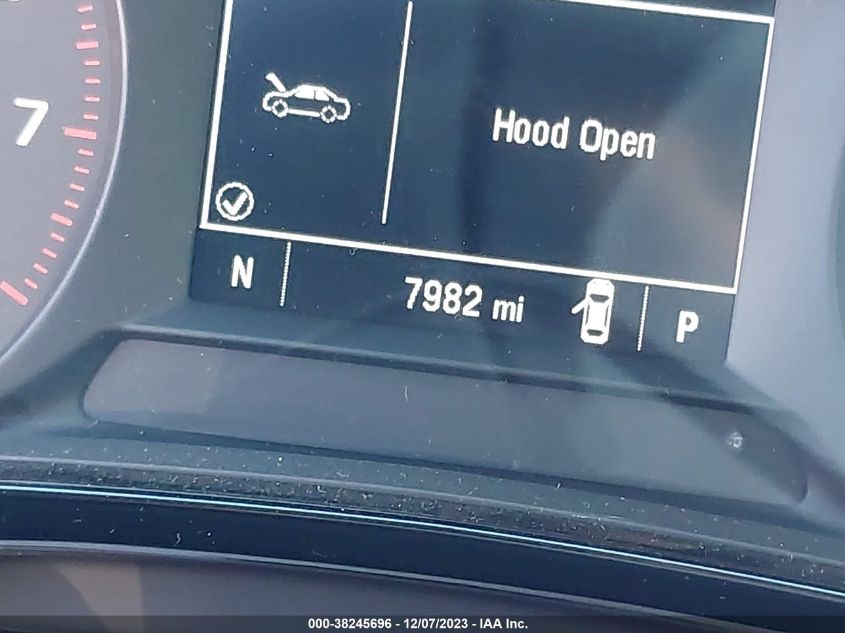 7
Hood Open
N 7982 mi P
000-38245696 - 12/07/2023 - IAA Inc.